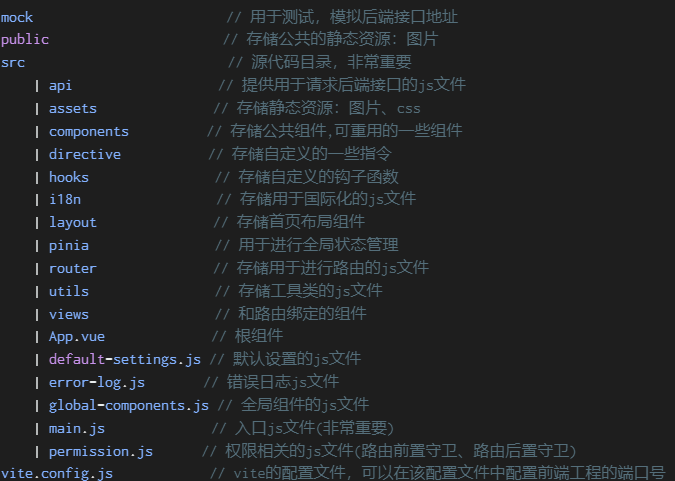 mock // 用于测试，模拟后端接口地址
public // 存储公共的静态资源：图片
src // 源代码目录，非常重要
| api // 提供用于请求后端接口的js文件
| assets // 存储静态资源：图片、css
| components // 存储公共组件,可重用的一些组件
| directive // 存储自定义的一些指令
| hooks // 存储自定义的钩子函数
| i18n // 存储用于国际化的js文件
| layout // 存储首页布局组件
| pinia // 用于进行全局状态管理
| router // 存储用于进行路由的js文件
| utils // 存储工具类的js文件
| views // 和路由绑定的组件
| App.vue // 根组件
| default-settings.js // 默认设置的js文件
| error-log.js // 错误日志js文件
| global-components.js // 全局组件的js文件
| main.js // 入口js文件(非常重要)
| permission.js // 权限相关的js文件(路由前置守卫、路由后置守卫)
vite.config.js // vite的配置文件，可以在该配置文件中配置前端工程的端口号